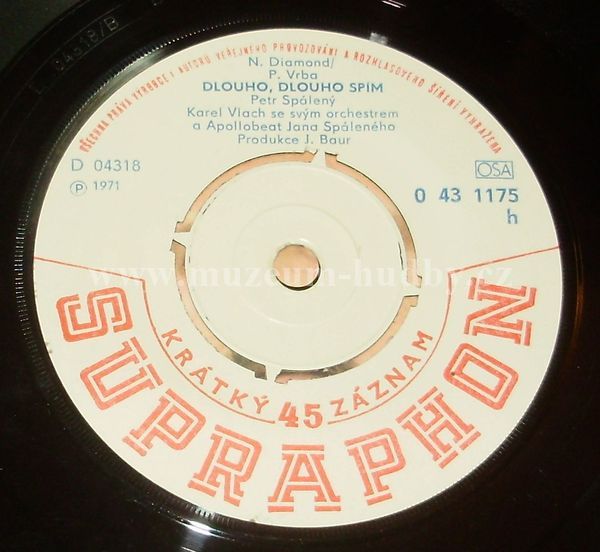 VŠECHNA PRÁVA VÝROBCE I AUTORŮ VEŘEJNÉHO PROVOZOVÁNÍ A ROZHLASOVÉHO ŠÍŘENÍ VYHRAŽENA
N. Diamond/
P. Vrba
DLOUHO, DLOUHO SPÍM
Petr Spálený
Karel Vlach se svým orchestrem
a Apollobeat Jana Spáleného
Produkce J. Baur
D 04318
OSA
Ⓟ 1971
0 43 1175
h
www.muzeum-hudby.cz
KRÁTKÝ 45 ZÁZNAM
SUPRAPHON